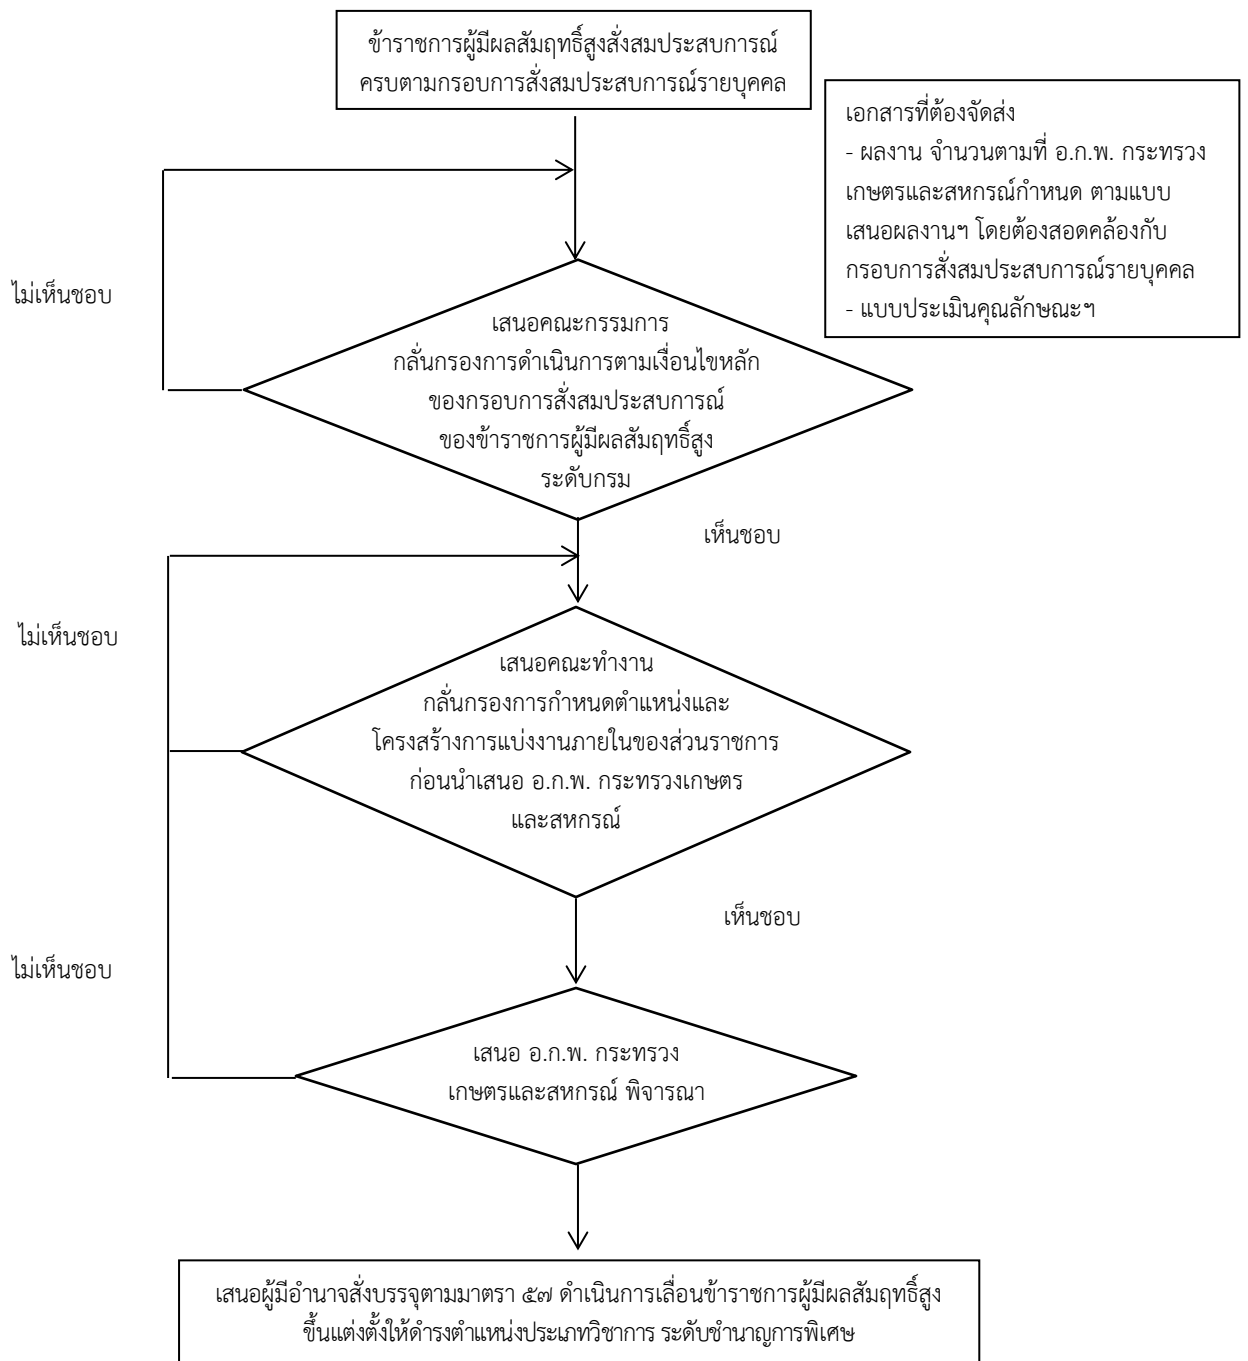 ข้าราชการผู้มีผลสัมฤทธิ์สูงสั่งสมประสบการณ์
ครบตามกรอบการสั่งสมประสบการณ์รายบุคคล
เอกสารที่ต้องจัดส่ง
- ผลงาน จำนวนตามที่ อ.ก.พ. กระทรวง
เกษตรและสหกรณ์กำหนด ตามแบบ
เสนอผลงานฯ โดยต้องสอดคล้องกับ
กรอบการสั่งสมประสบการณ์รายบุคคล
- แบบประเมินคุณลักษณะฯ
ไม่เห็นชอบ
เสนอคณะกรรมการ
กลั่นกรองการดำเนินการตามเงื่อนไขหลัก
ของกรอบการสั่งสมประสบการณ์
ของข้าราชการผู้มีผลสัมฤทธิ์สูง
ระดับกรม
เห็นชอบ
ไม่เห็นชอบ
เสนอคณะทำงาน
กลั่นกรองการกำหนดตำแหน่งและ
โครงสร้างการแบ่งงานภายในของส่วนราชการ
ก่อนนำเสนอ อ.ก.พ. กระทรวงเกษตร
และสหกรณ์
เห็นชอบ
ไม่เห็นชอบ
เสนอ อ.ก.พ. กระทรวง
เกษตรและสหกรณ์ พิจารณา
เสนอผู้มีอำนาจสั่งบรรจุตามมาตรา ๕๗ ดำเนินการเลื่อนข้าราชการผู้มีผลสัมฤทธิ์สูง
ขึ้นแต่งตั้งให้ดำรงตำแหน่งประเภทวิชาการ ระดับชำนาญการพิเศษ